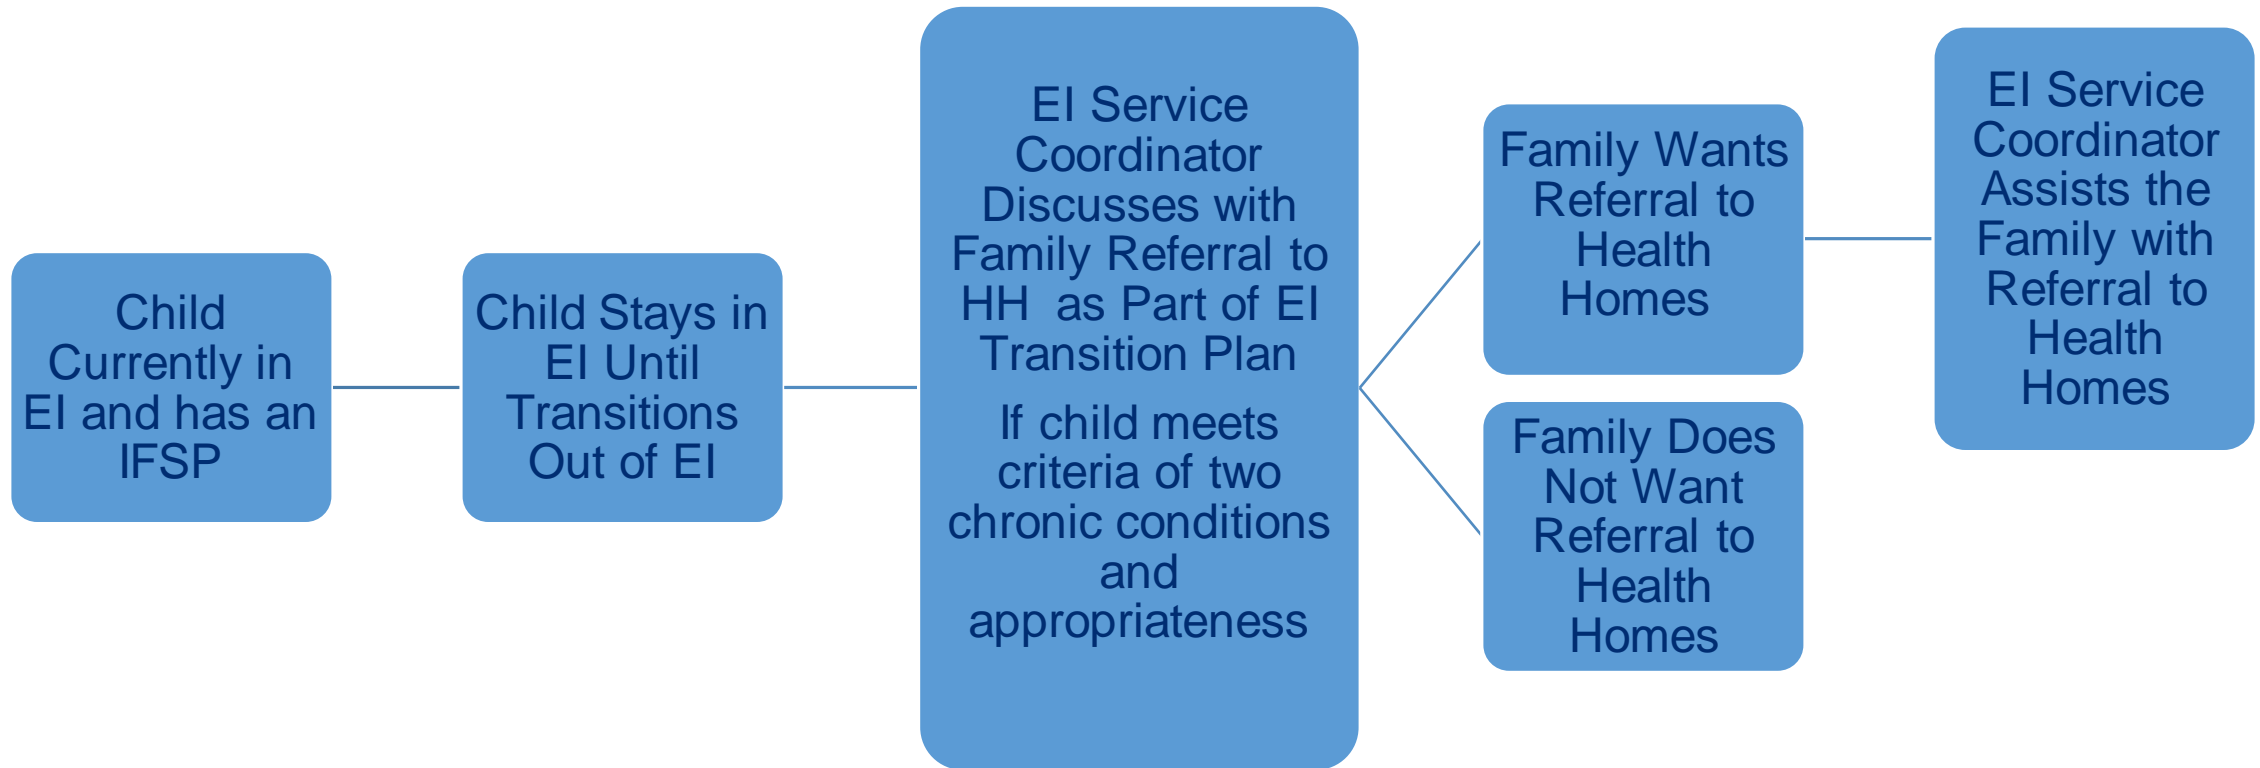 Child
Currently in
EI and has an
IFSP
Child Stays in
EI Until
Transitions
Out of EI
EI Service
Coordinator
Discusses with
Family Referral to
HH  as Part of EI
Transition Plan
If child meets
criteria of two
chronic conditions
and
appropriateness
Family Wants
Referral to
Health
Homes
Family Does
Not Want
Referral to
Health
Homes
EI Service
Coordinator
Assists the
Family with
Referral to
Health
Homes